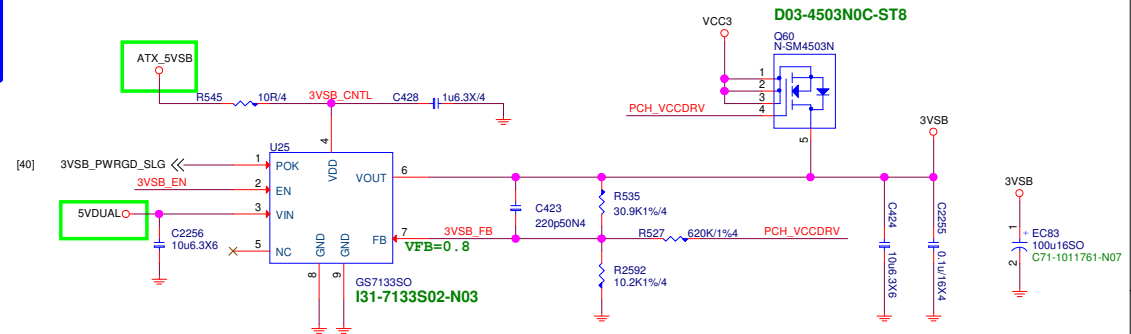 D03-4503N0C-ST8
VCC3
Q60
N-SM4503N
ATX_5VSB
R545
10R/4
3VSB_CNTL
C428
1u6.3X/4
1
2
3
4
PCH_VCCDRV
5
3VSB
4
U25
[40]
3VSB_PWRGD_SLG
1
POK
VDD
VOUT
6
3VSB_EN
2
EN
5VDUAL
3
VIN
C2256
10u6.3X6
5
NC
GND
GND
FB
7
8
9
GS7133SO
I31-7133S02-N03
C423
220p50N4
R535
30.9K1%/4
3VSB_FB
VFB=0.8
R527
620K/1%4
PCH_VCCDRV
R2592
10.2K1%/4
C424
10u6.3X6
C2255
0.1u/16X4
3VSB
1
+
EC83
100u16SO
2
C71-1011761-N07